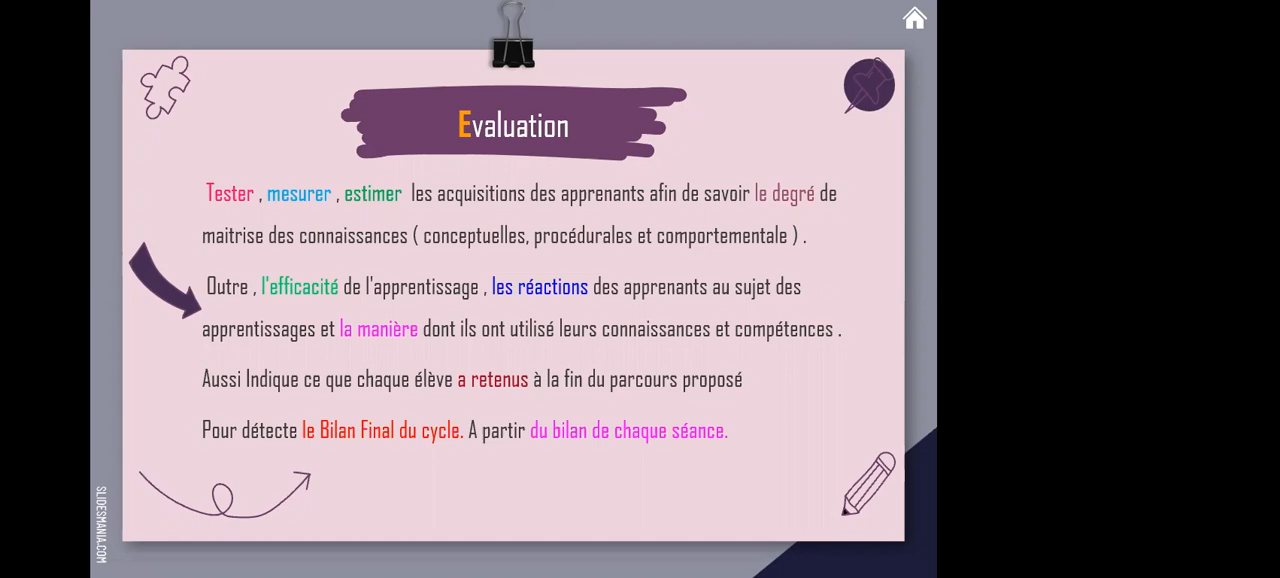 Evaluation
Tester , mesurer , estimer les acquisitions des apprenants afin de savoir le degré de
maitrise des connaissances ( conceptuelles, procédurales et comportementale ) .
Outre , l'efficacité de l'apprentissage , les réactions des apprenants au sujet des
apprentissages et la manière dont ils ont utilisé leurs connaissances et compétences .
Aussi Indique ce que chaque élève a retenus à la fin du parcours proposé
Pour détecte le Bilan Final du cycle. A partir du bilan de chaque séance.
SLIDESMANIA.COM